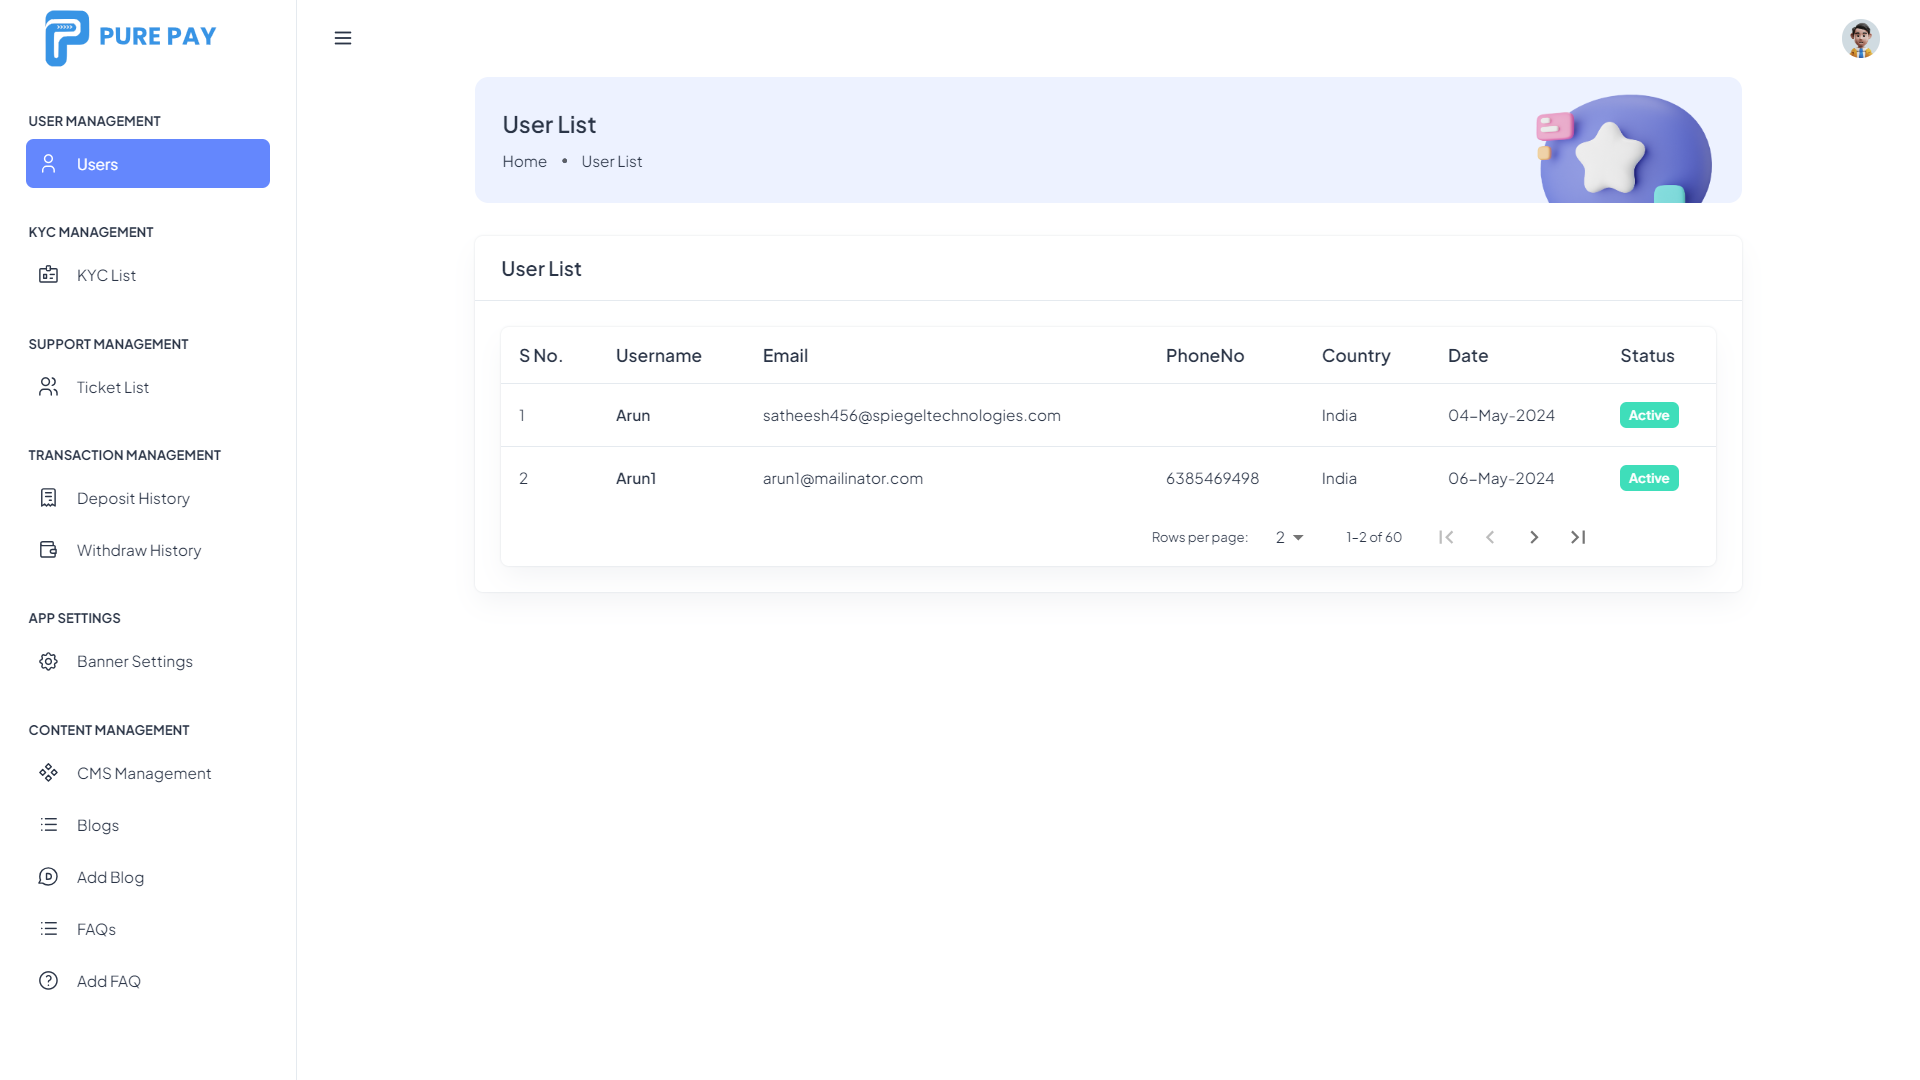 PURE PAY
USER MANAGEMENT
Users
KYC MANAGEMENT
KYC List
SUPPORT MANAGEMENT
Ticket List
TRANSACTION MANAGEMENT
Deposit History
Withdraw History
APP SETTINGS
Banner Settings
CONTENT MANAGEMENT
CMS Management
Blogs
Add Blog
FAQs
Add FAQ
User List
Home • User List
User List
S No. Username Email PhoneNo Country Date Status
1 Arun satheesh456@spiegeltechnologies.com India 04-May-2024 Active
2 Arun1 arun1@mailinator.com 6385469498 India 06-May-2024 Active
Rows per page: 2 1-2 of 60